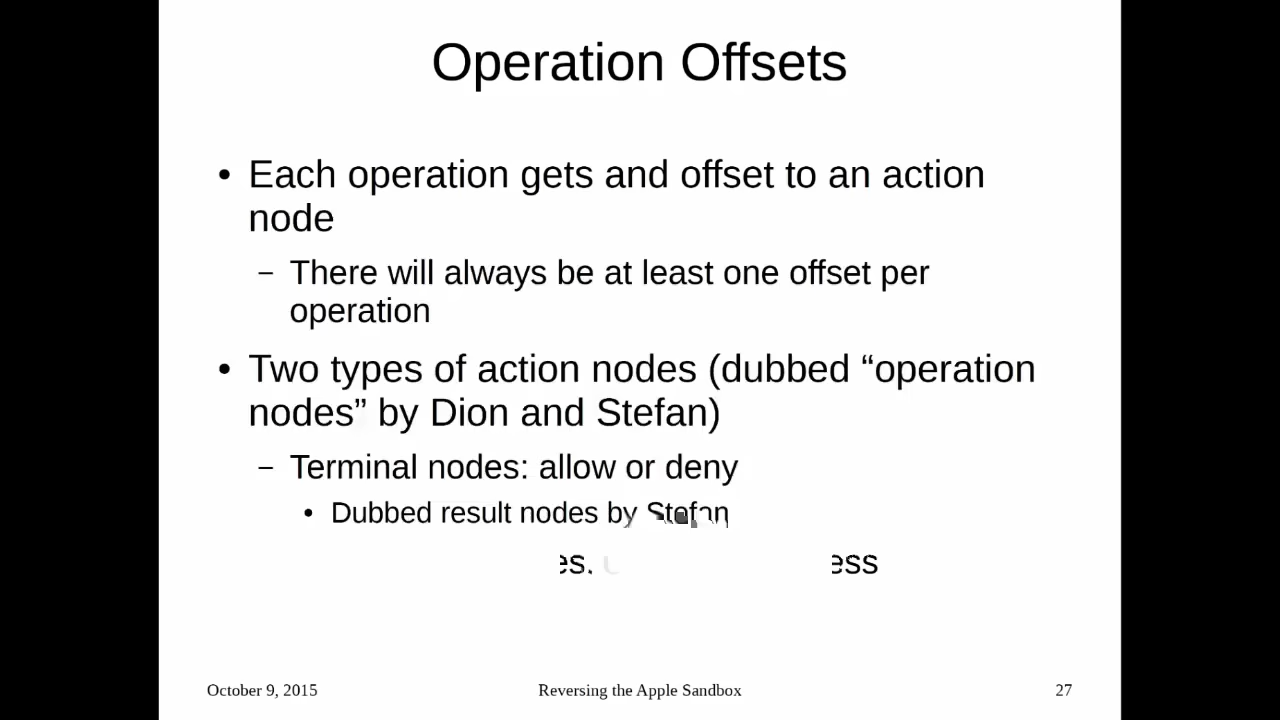 Operation Offsets
• Each operation gets and offset to an action
node
– There will always be at least one offset per
operation
• Two types of action nodes (dubbed “operation
nodes” by Dion and Stefan)
– Terminal nodes: allow or deny
• Dubbed result nodes by Stefan
October 9, 2015
Reversing the Apple Sandbox
27